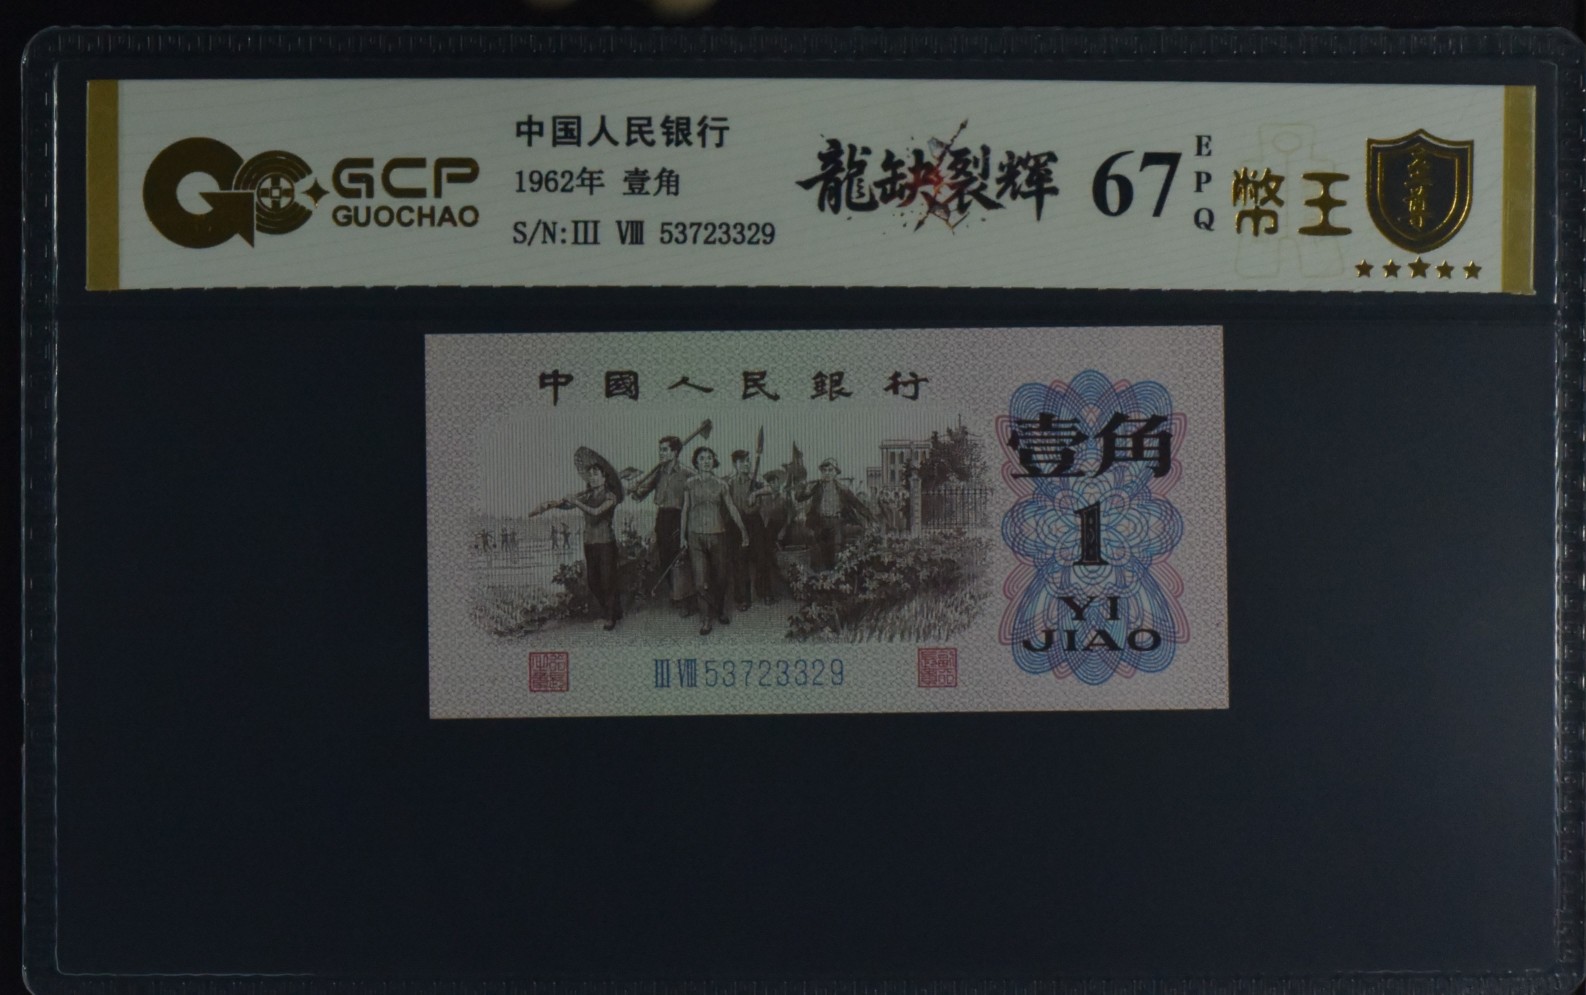 GCP
GUOCHAO
中国人民银行
1962年 壹角
S/N:III VIII 53723329
龍缺裂輝
67
EPQ
幣王
中國人民銀行
壹角
1
YI
JIAO
III VIII 53723329